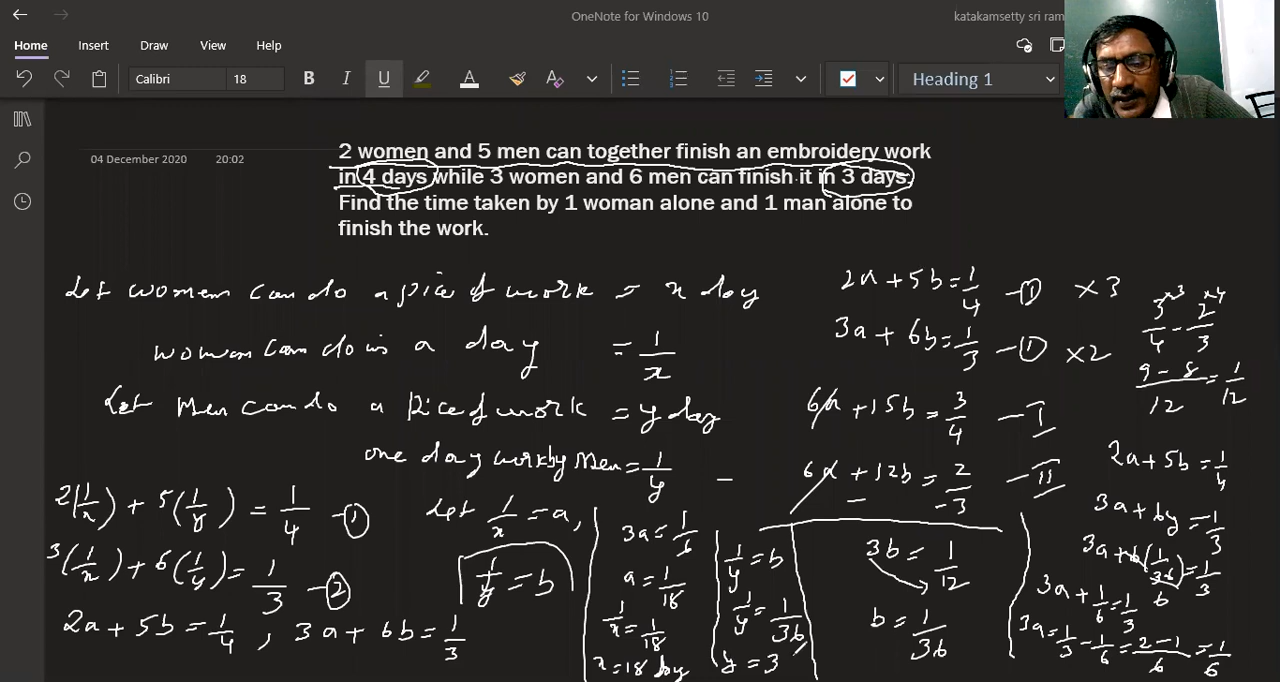 OneNote for Windows 10
katakamsetty sri ram
Home Insert Draw View Help
Calibri 18 B I U A Heading 1
04 December 2020 20:02
2 women and 5 men can together finish an embroidery work
in 4 days while 3 women and 6 men can finish it in 3 days.
Find the time taken by 1 woman alone and 1 man alone to
finish the work.
Let women can do a pice of work = x day
woman can do in a day = 1/x
Let Men can do a Pice of work = y day
one day work by Men = 1/y
2(1/x) + 5(1/y) = 1/4 - ①
3(1/x) + 6(1/y) = 1/3 - ②
2a + 5b = 1/4 , 3a + 6b = 1/3
Let 1/x = a,
1/y = b
3a = 1/6
a = 1/18
1/x = 1/18
x = 18 day
1/y = b
1/y = 1/36
y = 3
2a + 5b = 1/4 - ① × 3
3a + 6b = 1/3 - ① × 2
6a + 15b = 3/4 - I
6a + 12b = 2/3 - II
- -
3b = 1/12
b = 1/36
3/4 ×3 - 2/3 ×4
9 - 8/12 = 1/12
2a + 5b = 1/4
3a + 6y = 1/3
3a + 6(1/36) = 1/3
6
3a + 1/6 = 1/3
3a = 1/3 - 1/6 = 2 - 1/6 = 1/6